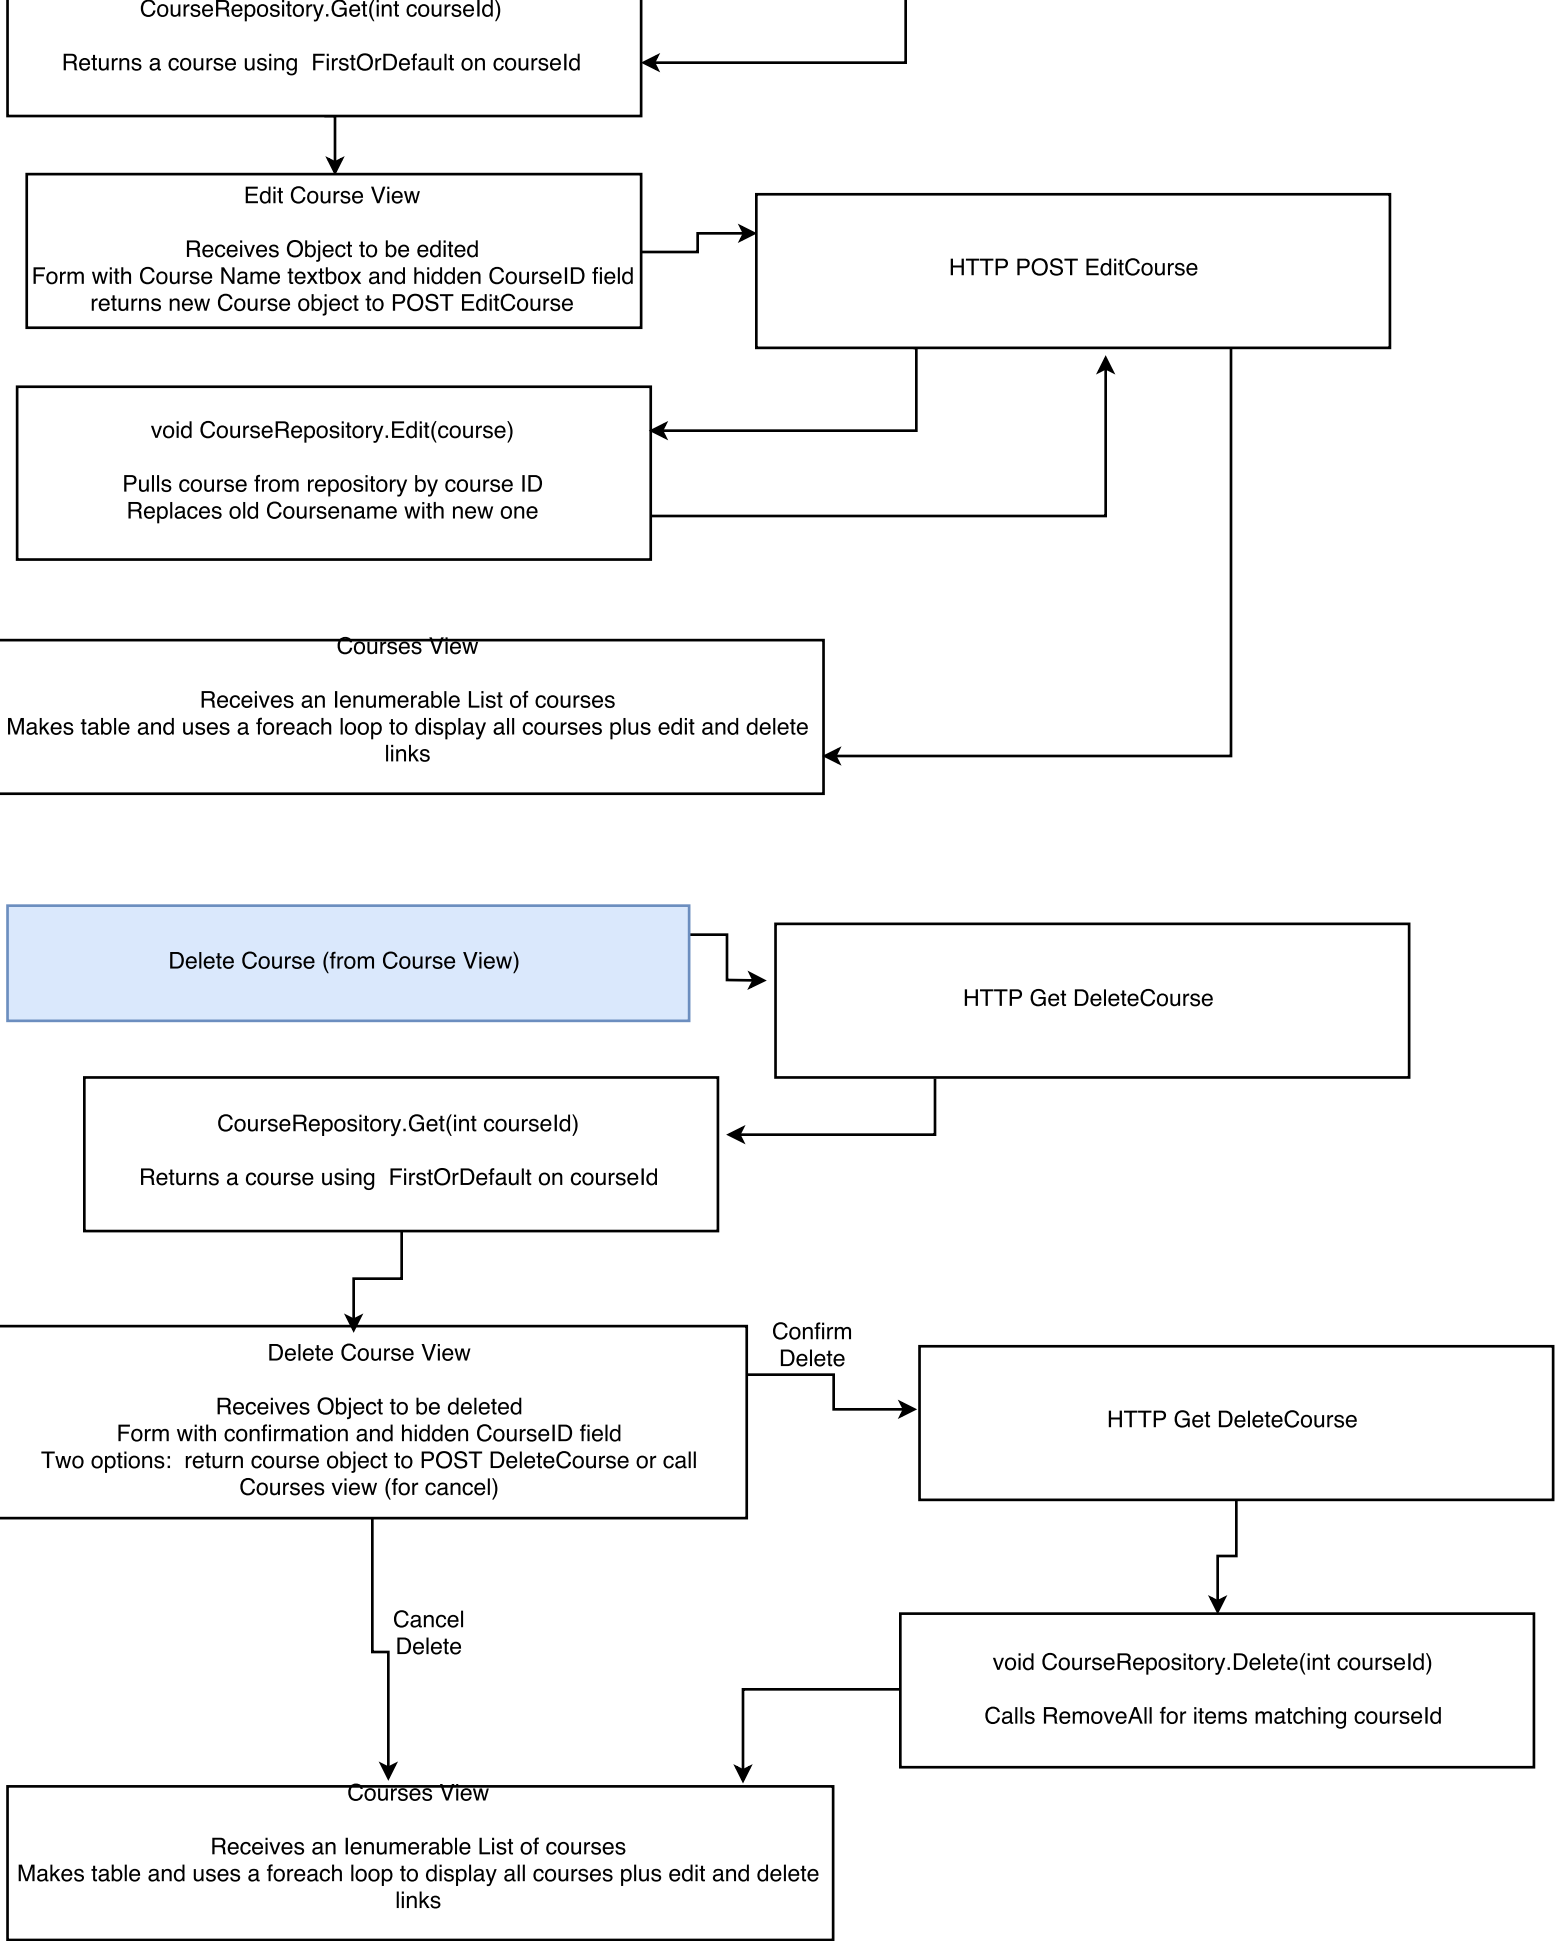 CourseRepository.Get(int courseId)
Returns a course using  FirstOrDefault on courseId
Edit Course View
Receives Object to be edited
Form with Course Name textbox and hidden CourseID field
returns new Course object to POST EditCourse
HTTP POST EditCourse
void CourseRepository.Edit(course)
Pulls course from repository by course ID
Replaces old Coursename with new one
Courses View
Receives an Ienumerable List of courses
Makes table and uses a foreach loop to display all courses plus edit and delete
links
Delete Course (from Course View)
HTTP Get DeleteCourse
CourseRepository.Get(int courseId)
Returns a course using  FirstOrDefault on courseId
Delete Course View
Receives Object to be deleted
Form with confirmation and hidden CourseID field
Two options:  return course object to POST DeleteCourse or call
Courses view (for cancel)
Confirm
Delete
HTTP Get DeleteCourse
Cancel
Delete
void CourseRepository.Delete(int courseId)
Calls RemoveAll for items matching courseId
Courses View
Receives an Ienumerable List of courses
Makes table and uses a foreach loop to display all courses plus edit and delete
links